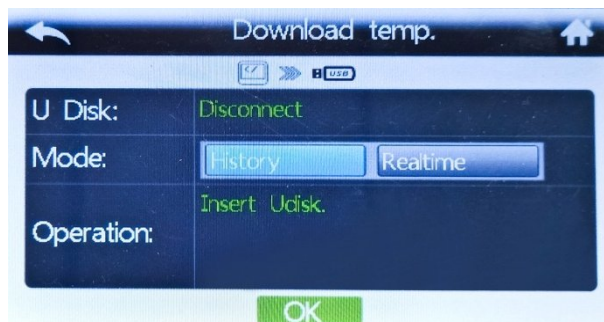 Download temp.
USB
U Disk: Disconnect
Mode: History Realtime
Operation: Insert Udisk.
OK